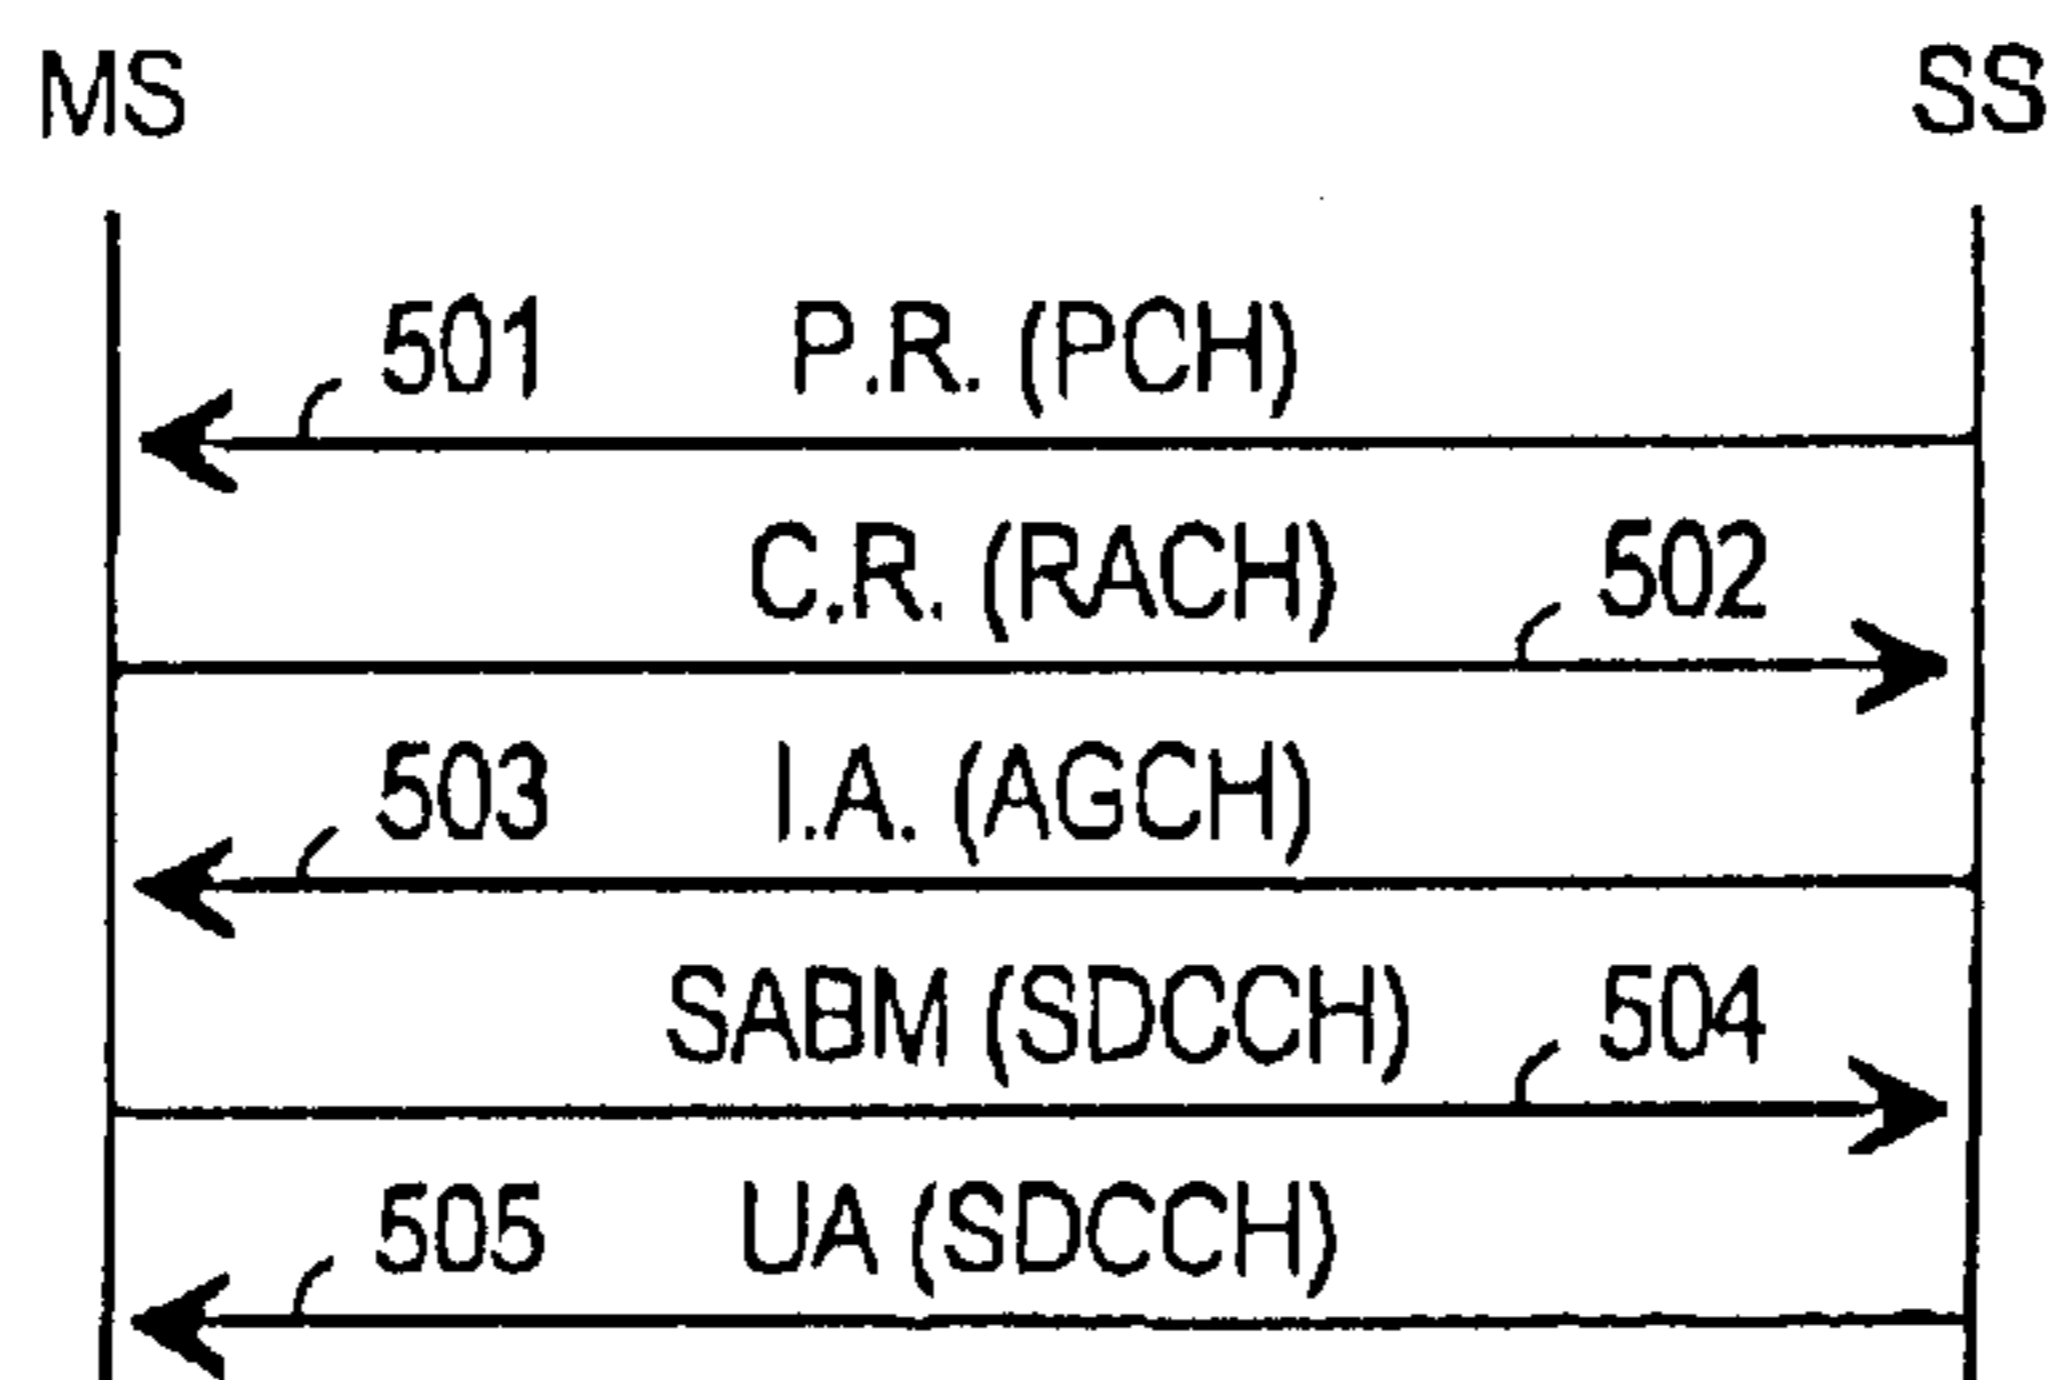 MS SS
501 P.R. (PCH)
C.R. (RACH) 502
503 I.A. (AGCH)
SABM (SDCCH) 504
505 UA (SDCCH)